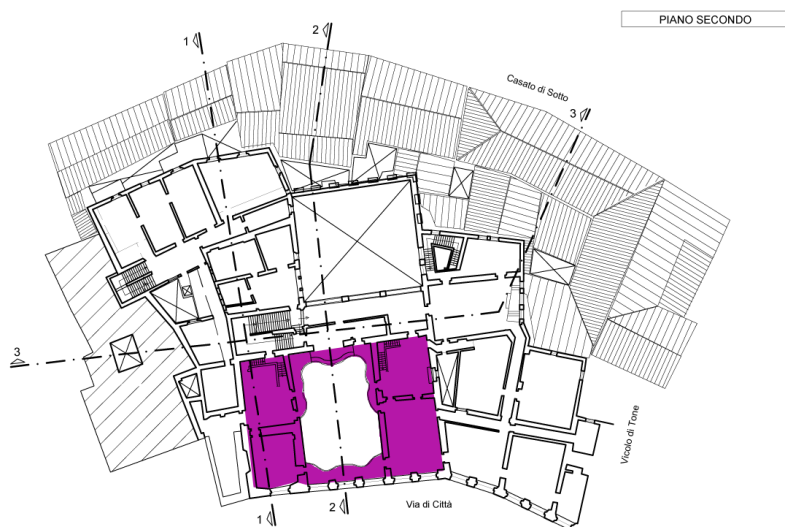 PIANO SECONDO
1
2
Casato di Sotto
3
3
Vicolo di Tone
Via di Città
2
1